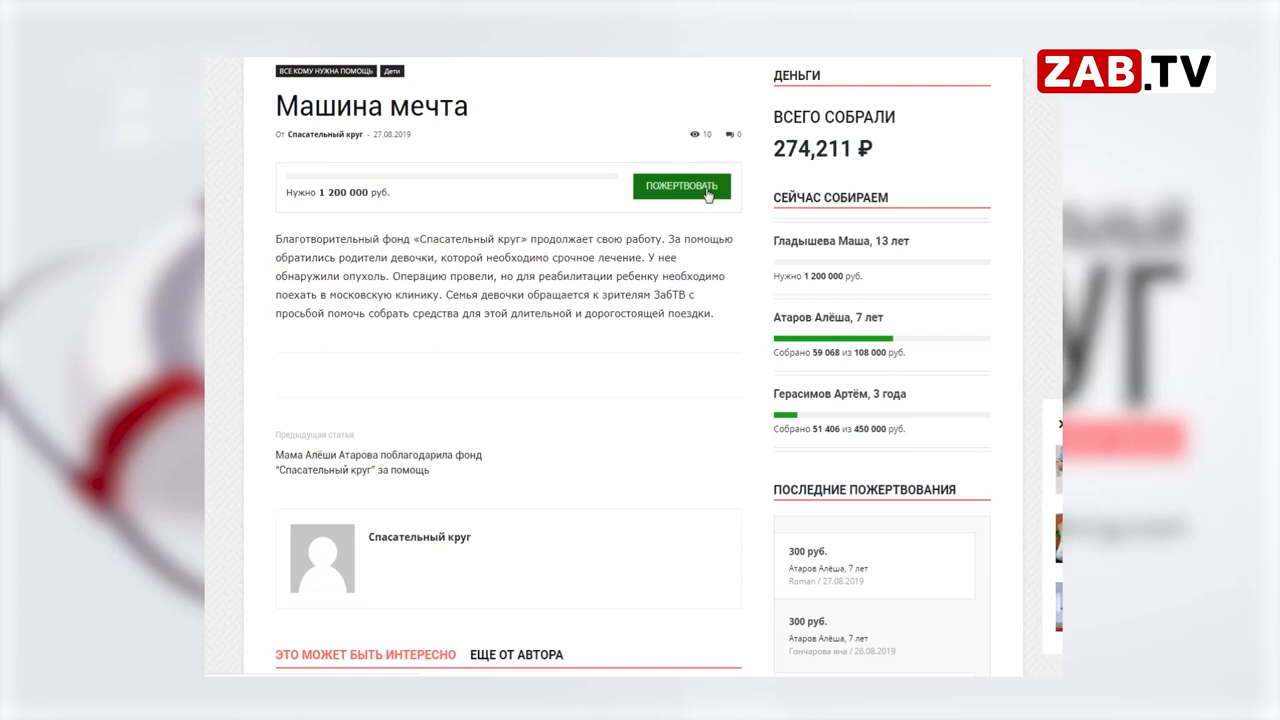 ZAB.TV
ВСЕ КОМУ НУЖНА ПОМОЩЬ Дети
Машина мечта
От Спасательный круг - 27.08.2019 10 0
Нужно 1 200 000 руб.
ПОЖЕРТВОВАТЬ
Благотворительный фонд «Спасательный круг» продолжает свою работу. За помощью
обратились родители девочки, которой необходимо срочное лечение. У нее
обнаружили опухоль. Операцию провели, но для реабилитации ребенку необходимо
поехать в московскую клинику. Семья девочки обращается к зрителям ЗабТВ с
просьбой помочь собрать средства для этой длительной и дорогостоящей поездки.
Предыдущая статья
Мама Алёши Атарова поблагодарила фонд
"Спасательный круг" за помощь
Спасательный круг
ЭТО МОЖЕТ БЫТЬ ИНТЕРЕСНО ЕЩЕ ОТ АВТОРА
ДЕНЬГИ
ВСЕГО СОБРАЛИ
274,211 ₽
СЕЙЧАС СОБИРАЕМ
Гладышева Маша, 13 лет
Нужно 1 200 000 руб.
Атаров Алёша, 7 лет
Собрано 59 068 из 108 000 руб.
Герасимов Артём, 3 года
Собрано 51 406 из 450 000 руб.
ПОСЛЕДНИЕ ПОЖЕРТВОВАНИЯ
300 руб.
Атаров Алёша, 7 лет
Roman / 27.08.2019
300 руб.
Атаров Алёша, 7 лет
Гончарова яна / 26.08.2019